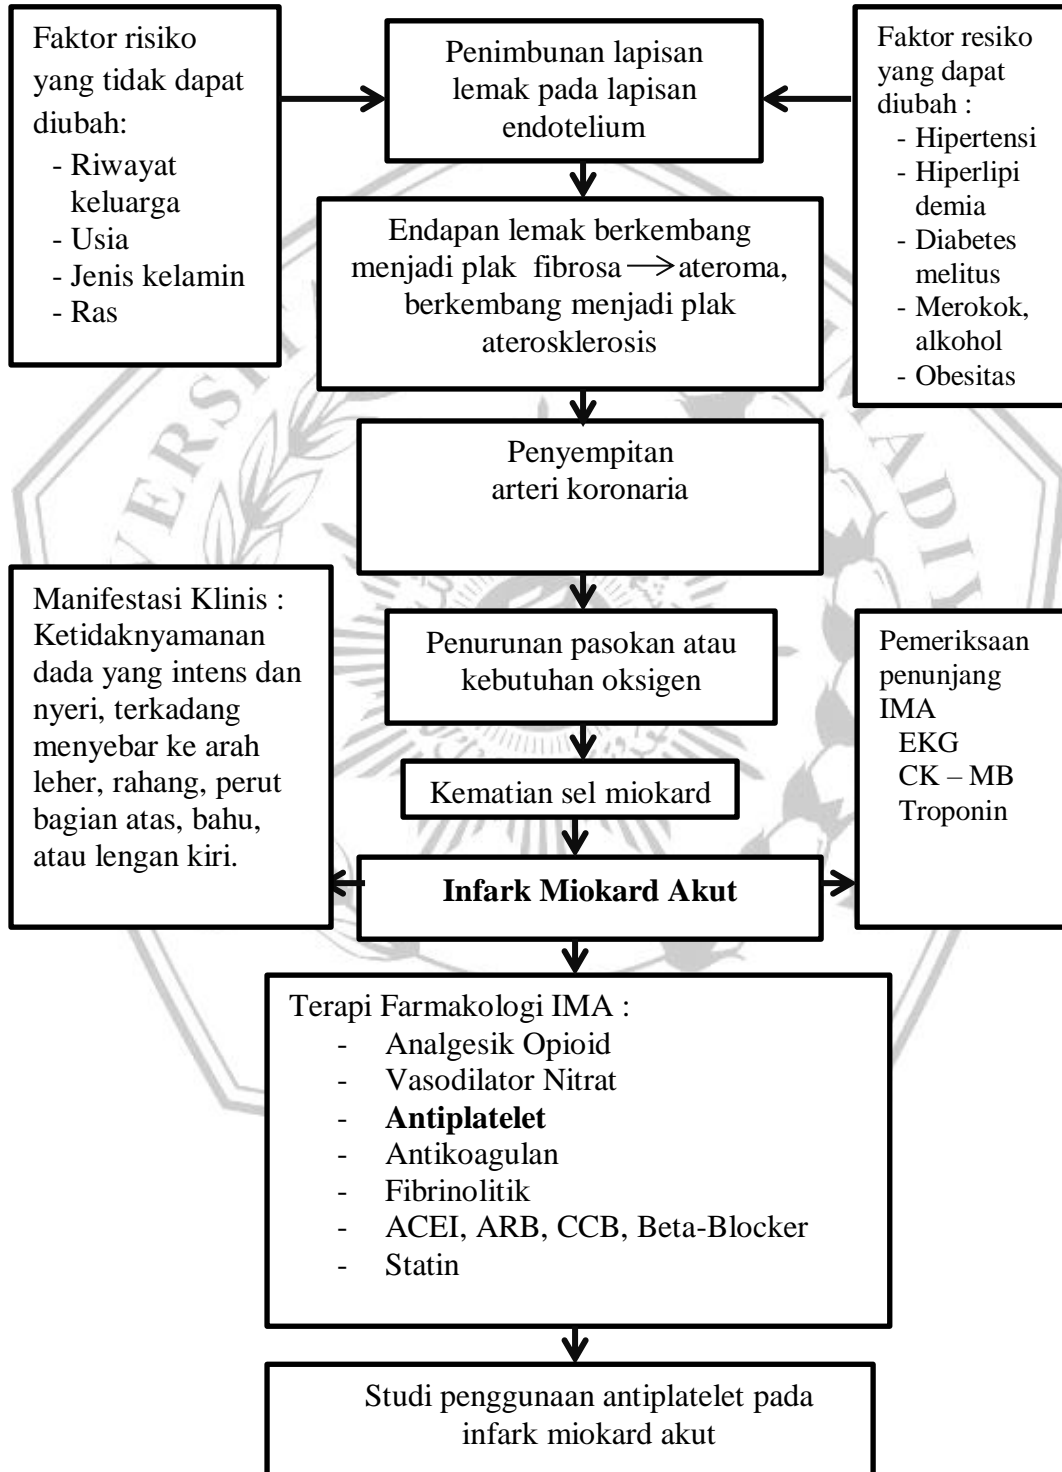 Faktor risiko
yang tidak dapat
diubah:
- Riwayat
keluarga
- Usia
- Jenis kelamin
- Ras
Penimbunan lapisan
lemak pada lapisan
endotelium
Faktor resiko
yang dapat
diubah :
- Hipertensi
- Hiperlipi
demia
- Diabetes
melitus
- Merokok,
alkohol
- Obesitas
Endapan lemak berkembang
menjadi plak fibrosa → ateroma,
berkembang menjadi plak
aterosklerosis
Penyempitan
arteri koronaria
Manifestasi Klinis :
Ketidaknyamanan
dada yang intens dan
nyeri, terkadang
menyebar ke arah
leher, rahang, perut
bagian atas, bahu,
atau lengan kiri.
Penurunan pasokan atau
kebutuhan oksigen
Pemeriksaan
penunjang
IMA
EKG
CK – MB
Troponin
Kematian sel miokard
Infark Miokard Akut
Terapi Farmakologi IMA :
- Analgesik Opioid
- Vasodilator Nitrat
- Antiplatelet
- Antikoagulan
- Fibrinolitik
- ACEI, ARB, CCB, Beta-Blocker
- Statin
Studi penggunaan antiplatelet pada
infark miokard akut